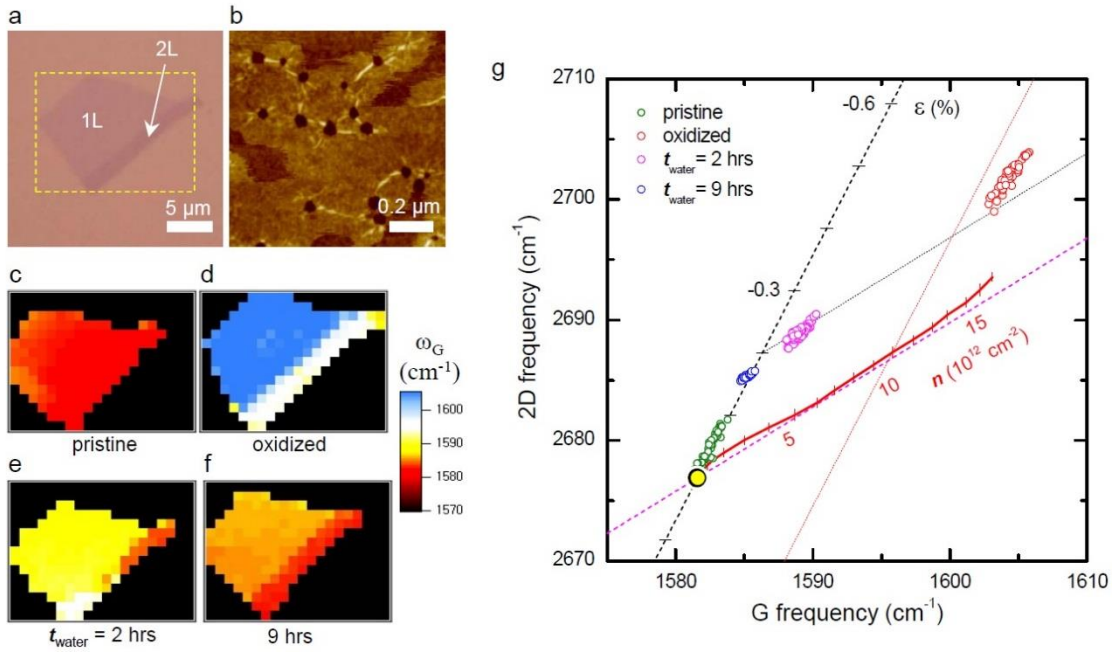 a
b
2L
1L
5 μm
0.2 μm
c
d
ω_G
(cm⁻¹)
1600
1590
1580
1570
pristine
oxidized
e
f
t_water = 2 hrs
9 hrs
g
2710
2700
2690
2680
2670
2D frequency (cm⁻¹)
pristine
oxidized
t_water = 2 hrs
t_water = 9 hrs
-0.6
ε (%)
-0.3
15
10
5
n (10¹² cm⁻²)
1580
1590
1600
1610
G frequency (cm⁻¹)